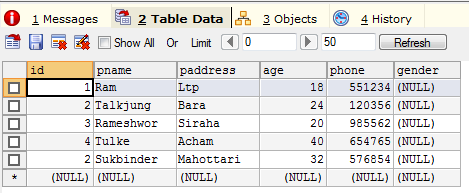 1 Messages 2 Table Data 3 Objects 4 History
Show All Or Limit 0 50 Refresh
id pname paddress age phone gender
1 Ram Ltp 18 551234 (NULL)
2 Talkjung Bara 24 120356 (NULL)
3 Rameshwor Siraha 20 985562 (NULL)
4 Tulke Acham 40 654765 (NULL)
2 Sukbinder Mahottari 32 576854 (NULL)
* (NULL) (NULL) (NULL) (NULL) (NULL) (NULL)